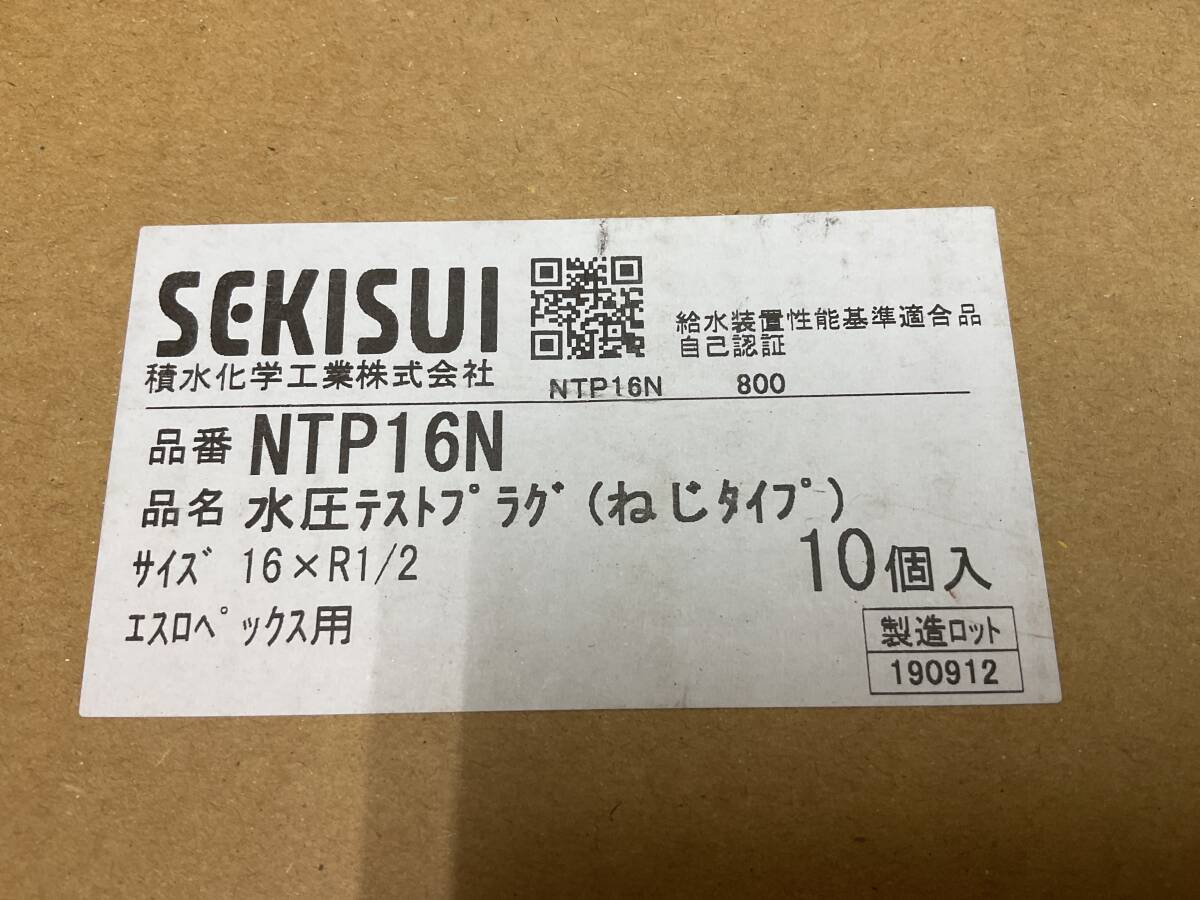 SEKISUI
積水化学工業株式会社
給水装置性能基準適合品
自己認証
NTP16N 800
品番 NTP16N
品名 水圧ﾃｽﾄﾌﾟﾗｸﾞ(ねじﾀｲﾌﾟ)
ｻｲｽﾞ 16×R1/2
10個入
ｴｽﾛﾍﾟｯｸｽ用
製造ﾛｯﾄ
190912